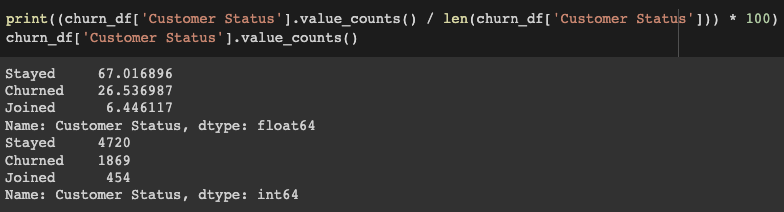 print((churn_df['Customer Status'].value_counts() / len(churn_df['Customer Status'])) * 100)
churn_df['Customer Status'].value_counts()
Stayed     67.016896
Churned    26.536987
Joined      6.446117
Name: Customer Status, dtype: float64
Stayed     4720
Churned    1869
Joined      454
Name: Customer Status, dtype: int64